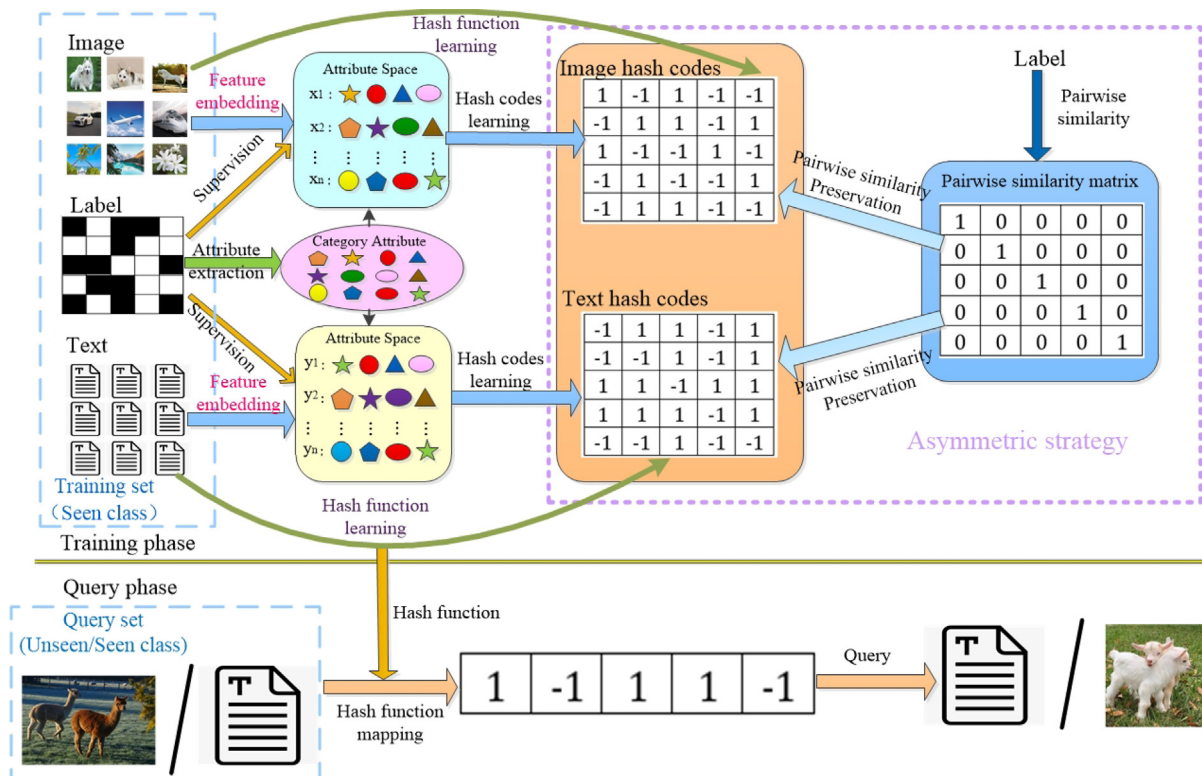 Image
Hash function
learning
Feature
embedding
Supervision
Attribute Space
x1 :
x2 :
xn :
Hash codes
learning
Label
Attribute
extraction
Category Attribute
Supervision
Text
Feature
embedding
Attribute Space
y1 :
y2 :
yn :
Hash codes
learning
Training set
(Seen class)
Hash function
learning
Training phase
Image hash codes
1 -1 1 -1 -1
-1 1 1 -1 1
1 -1 -1 1 -1
-1 1 1 -1 1
-1 1 1 -1 -1
Text hash codes
-1 1 1 -1 1
-1 -1 1 -1 1
1 1 -1 1 1
1 1 1 -1 1
-1 -1 1 -1 -1
Label
Pairwise
similarity
Pairwise similarity
Preservation
Pairwise similarity matrix
1 0 0 0 0
0 1 0 0 0
0 0 1 0 0
0 0 0 1 0
0 0 0 0 1
Pairwise similarity
Preservation
Asymmetric strategy
Query phase
Query set
(Unseen/Seen class)
T
Hash function
Hash function
mapping
1 -1 1 1 -1
Query
T